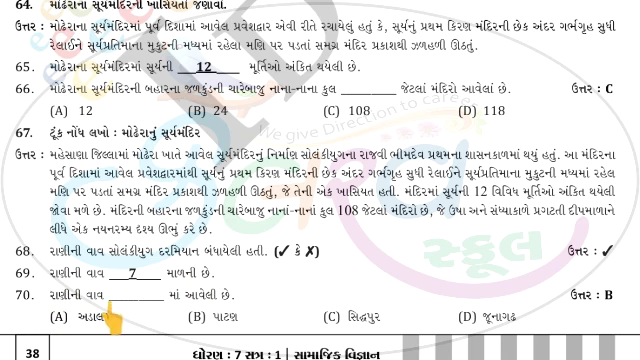 64. મોઢેરાના સૂર્યમંદિરની ખાસિયતો જણાવો.
ઉત્તર : મોઢેરાના સૂર્યમંદિરમાં પૂર્વ દિશામાં આવેલ પ્રવેશદ્વાર એવી રીતે રચાયેલું હતું કે, સૂર્યનું પ્રથમ કિરણ મંદિરની છેક અંદર ગર્ભગૃહ સુધી
રેલાઈને સૂર્યપ્રતિમાના મુકુટની મધ્યમાં રહેલા મણિ પર પડતાં સમગ્ર મંદિર પ્રકાશથી ઝળહળી ઊઠતું.
65. મોઢેરાના સૂર્યમંદિરમાં સૂર્યની 12 મૂર્તિઓ અંકિત થયેલી છે.
66. મોઢેરાના સૂર્યમંદિરની બહારના જળકુંડની ચારેબાજુ નાના-નાના કુલ ________ જેટલાં મંદિરો આવેલાં છે. ઉત્તર : C
(A) 12 (B) 24 (C) 108 (D) 118
We give Direction to Career
67. ટૂંક નોંધ લખો : મોઢેરાનું સૂર્યમંદિર
ઉત્તર : મહેસાણા જિલ્લામાં મોઢેરા ખાતે આવેલ સૂર્યમંદિરનું નિર્માણ સોલંકીયુગના રાજવી ભીમદેવ પ્રથમના શાસનકાળમાં થયું હતું. આ મંદિરના
પૂર્વ દિશામાં આવેલ પ્રવેશદ્વારમાંથી સૂર્યનું પ્રથમ કિરણ મંદિરની છેક અંદર ગર્ભગૃહ સુધી રેલાઈને સૂર્યપ્રતિમાના મુકુટની મધ્યમાં રહેલ
મણિ પર પડતાં સમગ્ર મંદિર પ્રકાશથી ઝળહળી ઊઠતું, જે તેની એક ખાસિયત હતી. મંદિરમાં સૂર્યની 12 વિવિધ મૂર્તિઓ અંકિત થયેલી
જોવા મળે છે. મંદિરની બહારના જળકુંડની ચારેબાજુ નાનાં-નાનાં કુલ 108 જેટલાં મંદિરો છે, જે ઉષા અને સંધ્યાકાળે પ્રગટતી દીપમાળાને
લીધે એક નયનરમ્ય દૃશ્ય ઊભું કરે છે.
68. રાણીની વાવ સોલંકીયુગ દરમિયાન બંધાયેલી હતી. (✓ કે ✗) ઉત્તર : ✓
સ્કૂલ
69. રાણીની વાવ 7 માળની છે.
70. રાણીની વાવ ________ માં આવેલી છે. ઉત્તર : B
(A) (B) પાટણ (C) સિદ્ધપુર (D) જૂનાગઢ
38 ધોરણ : 7 સત્ર : 1 | સામાજિક વિજ્ઞાન